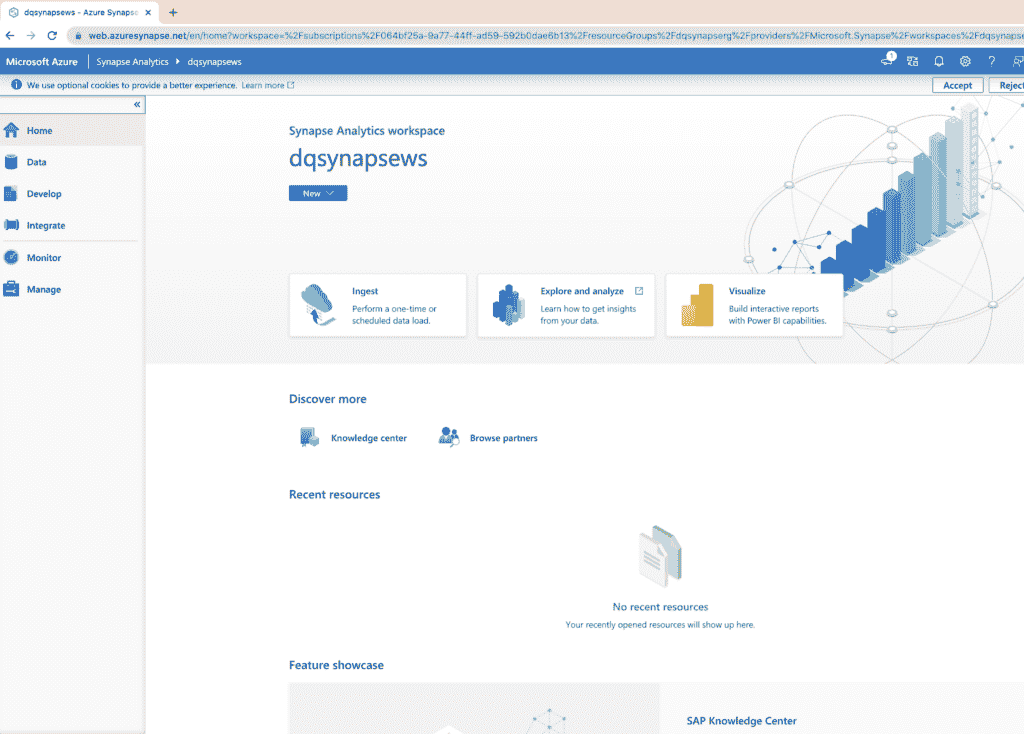 dqsynapsews - Azure Synapse
web.azuresynapse.net/en/home?workspace=%2Fsubscriptions%2F064bf25a-9a77-44ff-ad59-592b0dae6b13%2FresourceGroups%2Fdqsynapserg%2Fproviders%2FMicrosoft.Synapse%2Fworkspaces%2Fdqsynapse
Microsoft Azure Synapse Analytics dqsynapsews 1
We use optional cookies to provide a better experience. Learn more Accept Reject
Home
Data
Develop
Integrate
Monitor
Manage
Synapse Analytics workspace
dqsynapsews
New
Ingest
Perform a one-time or
scheduled data load.
Explore and analyze
Learn how to get insights
from your data.
Visualize
Build interactive reports
with Power BI capabilities.
Discover more
Knowledge center Browse partners
Recent resources
No recent resources
Your recently opened resources will show up here.
Feature showcase
SAP Knowledge Center